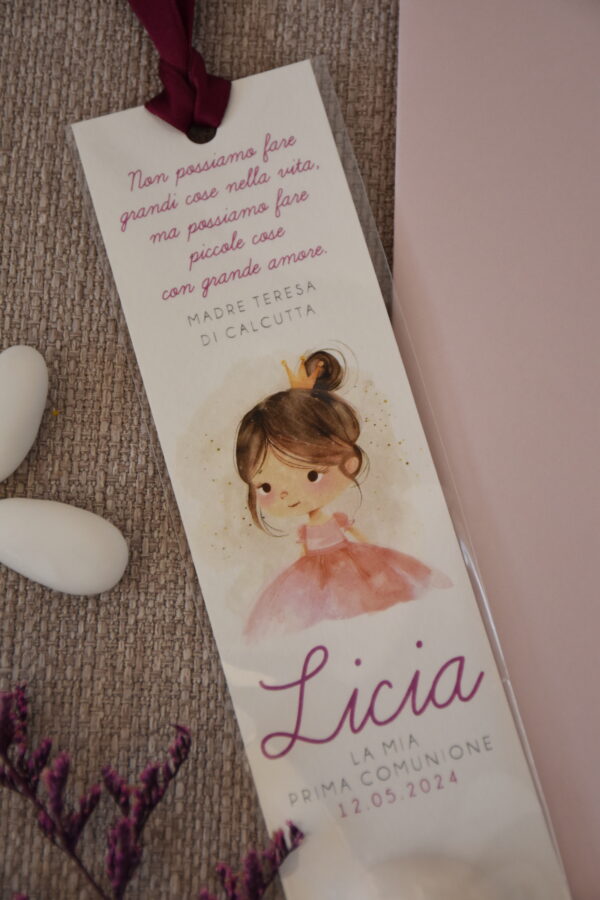 Non possiamo fare
grandi cose nella vita,
ma possiamo fare
piccole cose
con grande amore.
MADRE TERESA
DI CALCUTTA
Licia
LA MIA
PRIMA COMUNIONE
12.05.2024